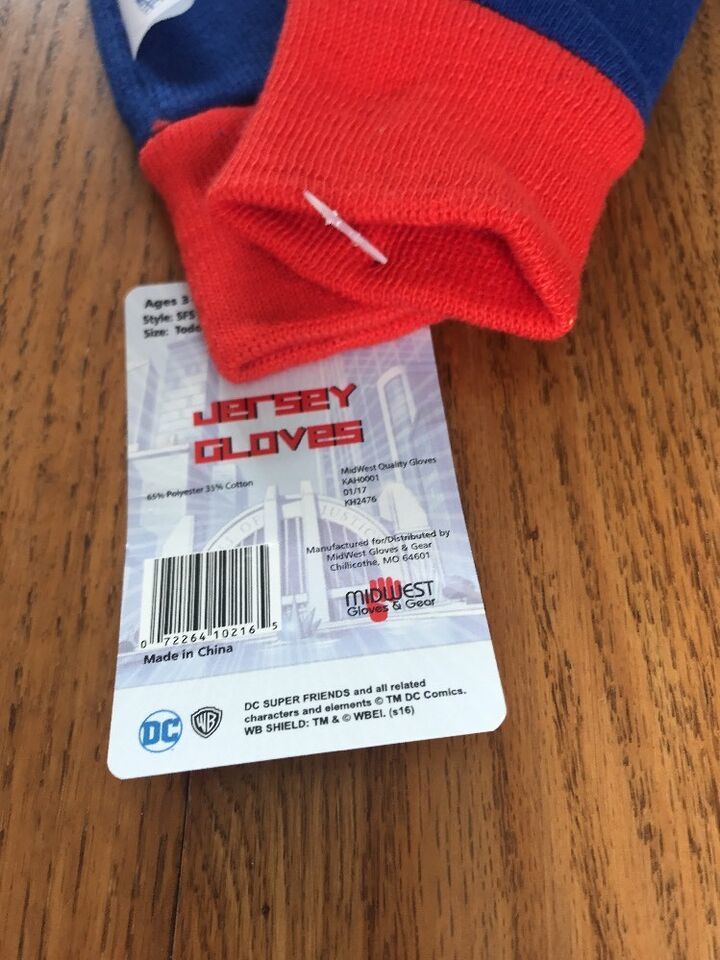 Ages 3
Style: SFS
Size:
Jersey
Gloves
65% Polyester 35% Cotton
MidWest Quality Gloves
KAH0001
01/17
KH2476
OF JUSTIC
Manufactured for/Distributed by
MidWest Gloves & Gear
Chillicothe, MO 64601
MIDWEST
Gloves & Gear
0 72264 10216 5
Made in China
DC
WB
DC SUPER FRIENDS and all related
characters and elements © TM DC Comics.
WB SHIELD: TM & © WBEI. (s16)